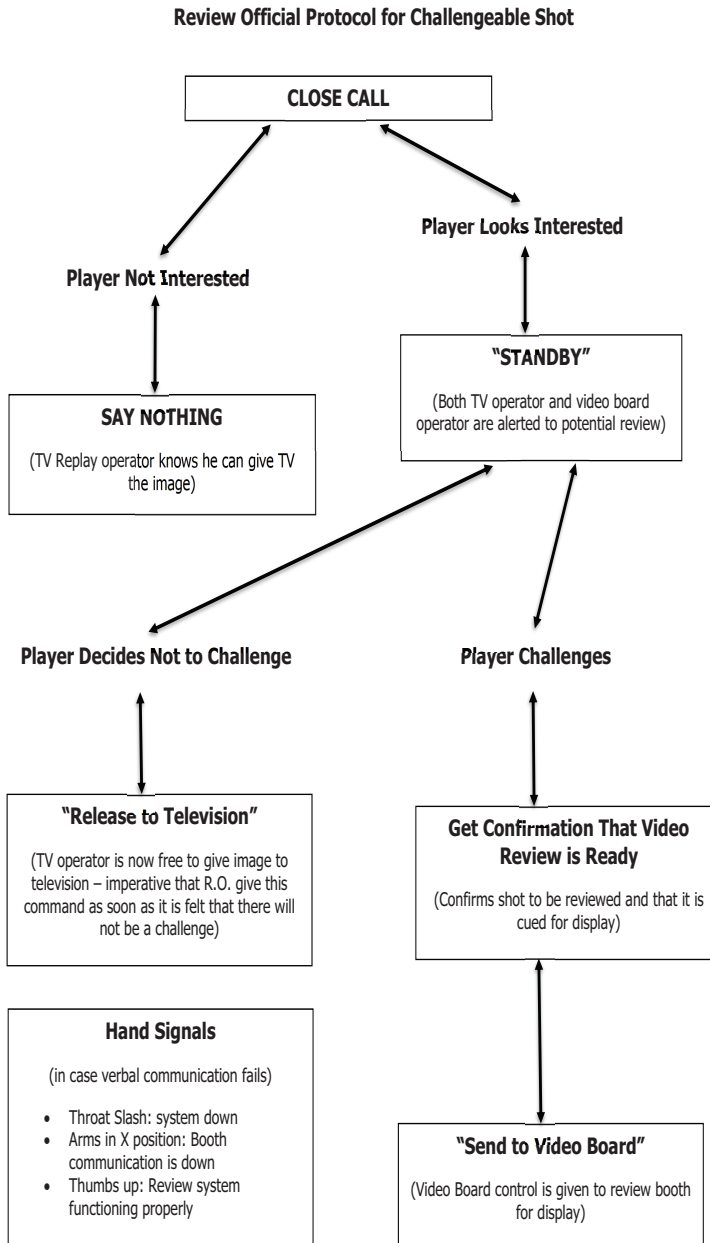 Review Official Protocol for Challengeable Shot
CLOSE CALL
Player Looks Interested
Player Not Interested
"STANDBY"
(Both TV operator and video board
operator are alerted to potential review)
SAY NOTHING
(TV Replay operator knows he can give TV
the image)
Player Decides Not to Challenge
Player Challenges
"Release to Television"
(TV operator is now free to give image to
television – imperative that R.O. give this
command as soon as it is felt that there will
not be a challenge)
Get Confirmation That Video
Review is Ready
(Confirms shot to be reviewed and that it is
cued for display)
Hand Signals
(in case verbal communication fails)
• Throat Slash: system down
• Arms in X position: Booth
communication is down
• Thumbs up: Review system
functioning properly
"Send to Video Board"
(Video Board control is given to review booth
for display)